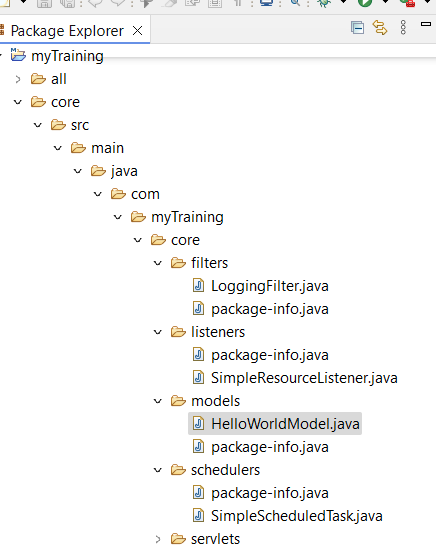 Package Explorer
myTraining
all
core
src
main
java
com
myTraining
core
filters
LoggingFilter.java
package-info.java
listeners
package-info.java
SimpleResourceListener.java
models
HelloWorldModel.java
package-info.java
schedulers
package-info.java
SimpleScheduledTask.java
servlets